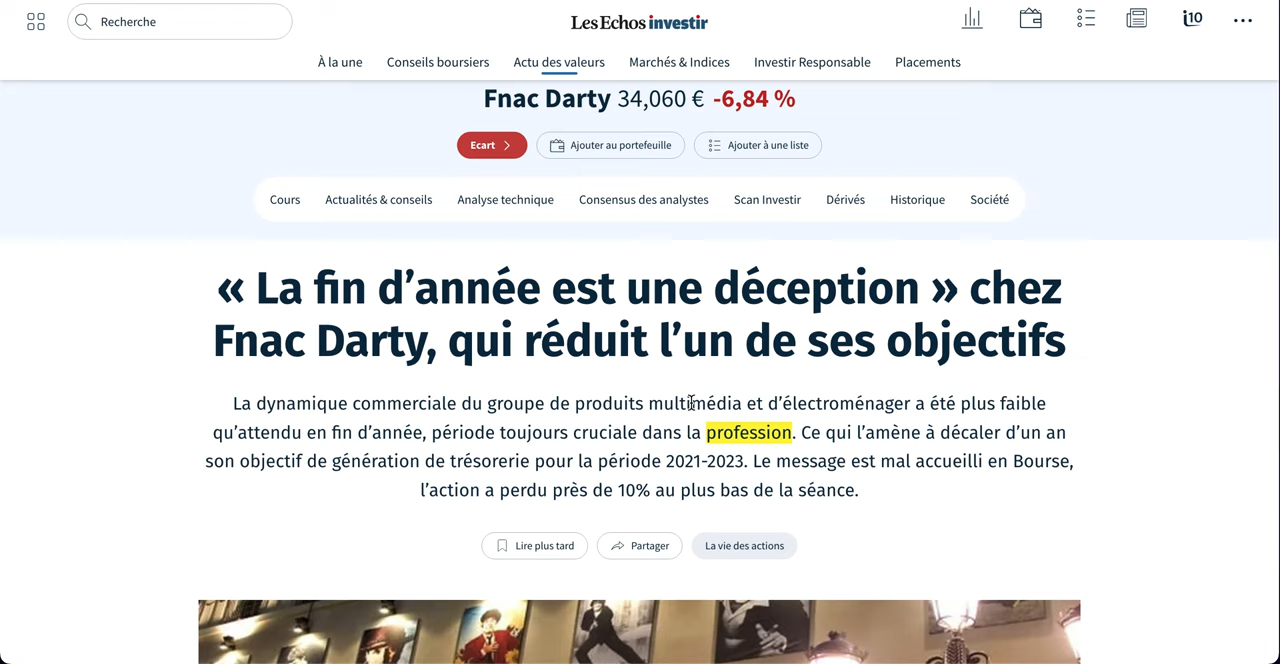 Recherche
Les Echos investir
i10
À la une
Conseils boursiers
Actu des valeurs
Marchés & Indices
Investir Responsable
Placements
Fnac Darty 34,060 € -6,84 %
Ecart
Ajouter au portefeuille
Ajouter à une liste
Cours
Actualités & conseils
Analyse technique
Consensus des analystes
Scan Investir
Dérivés
Historique
Société
« La fin d’année est une déception » chez
Fnac Darty, qui réduit l’un de ses objectifs
La dynamique commerciale du groupe de produits multimédia et d’électroménager a été plus faible
qu’attendu en fin d’année, période toujours cruciale dans la profession. Ce qui l’amène à décaler d’un an
son objectif de génération de trésorerie pour la période 2021-2023. Le message est mal accueilli en Bourse,
l’action a perdu près de 10% au plus bas de la séance.
Lire plus tard
Partager
La vie des actions